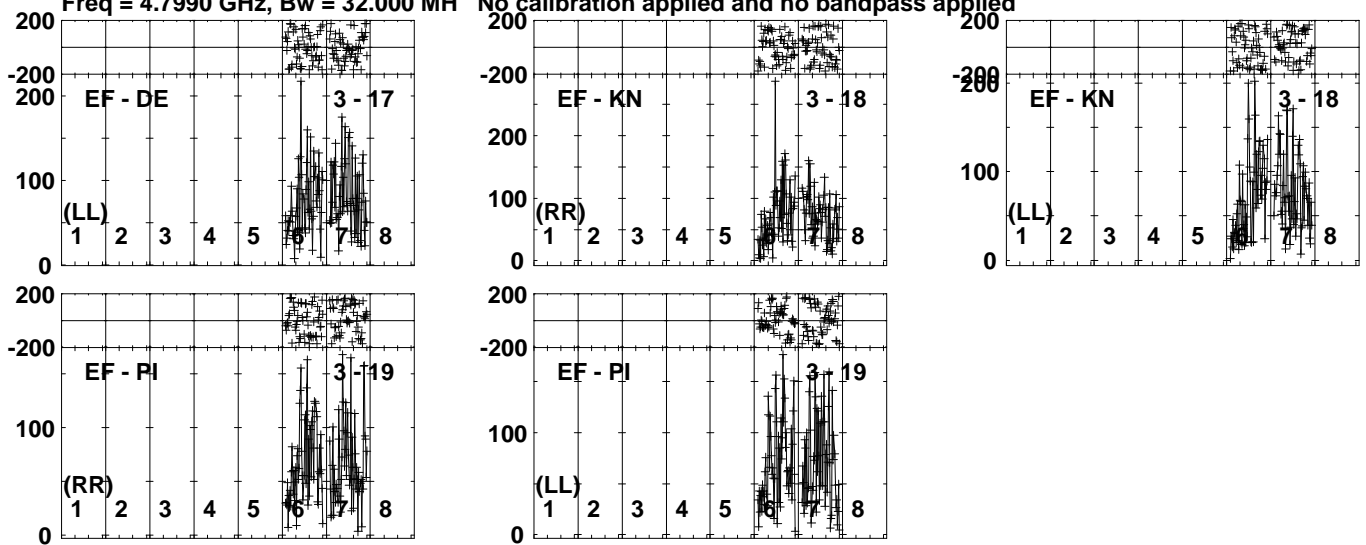 Freq = 4.7990 GHz, Bw = 32.000 MH No calibration applied and no bandpass applied
200
-200
200
EF - DE 3 - 17
100
(LL)
1 2 3 4 5 6 7 8
0
200
-200
EF - KN 3 - 18
200
100
(RR)
1 2 3 4 5 6 7 8
0
200
-200
200
EF - KN 3 - 18
100
(LL)
1 2 3 4 5 6 7 8
0
200
-200
EF - PI 3 - 19
100
(RR)
1 2 3 4 5 6 7 8
0
200
-200
EF - PI 3 - 19
100
(LL)
1 2 3 4 5 6 7 8
0